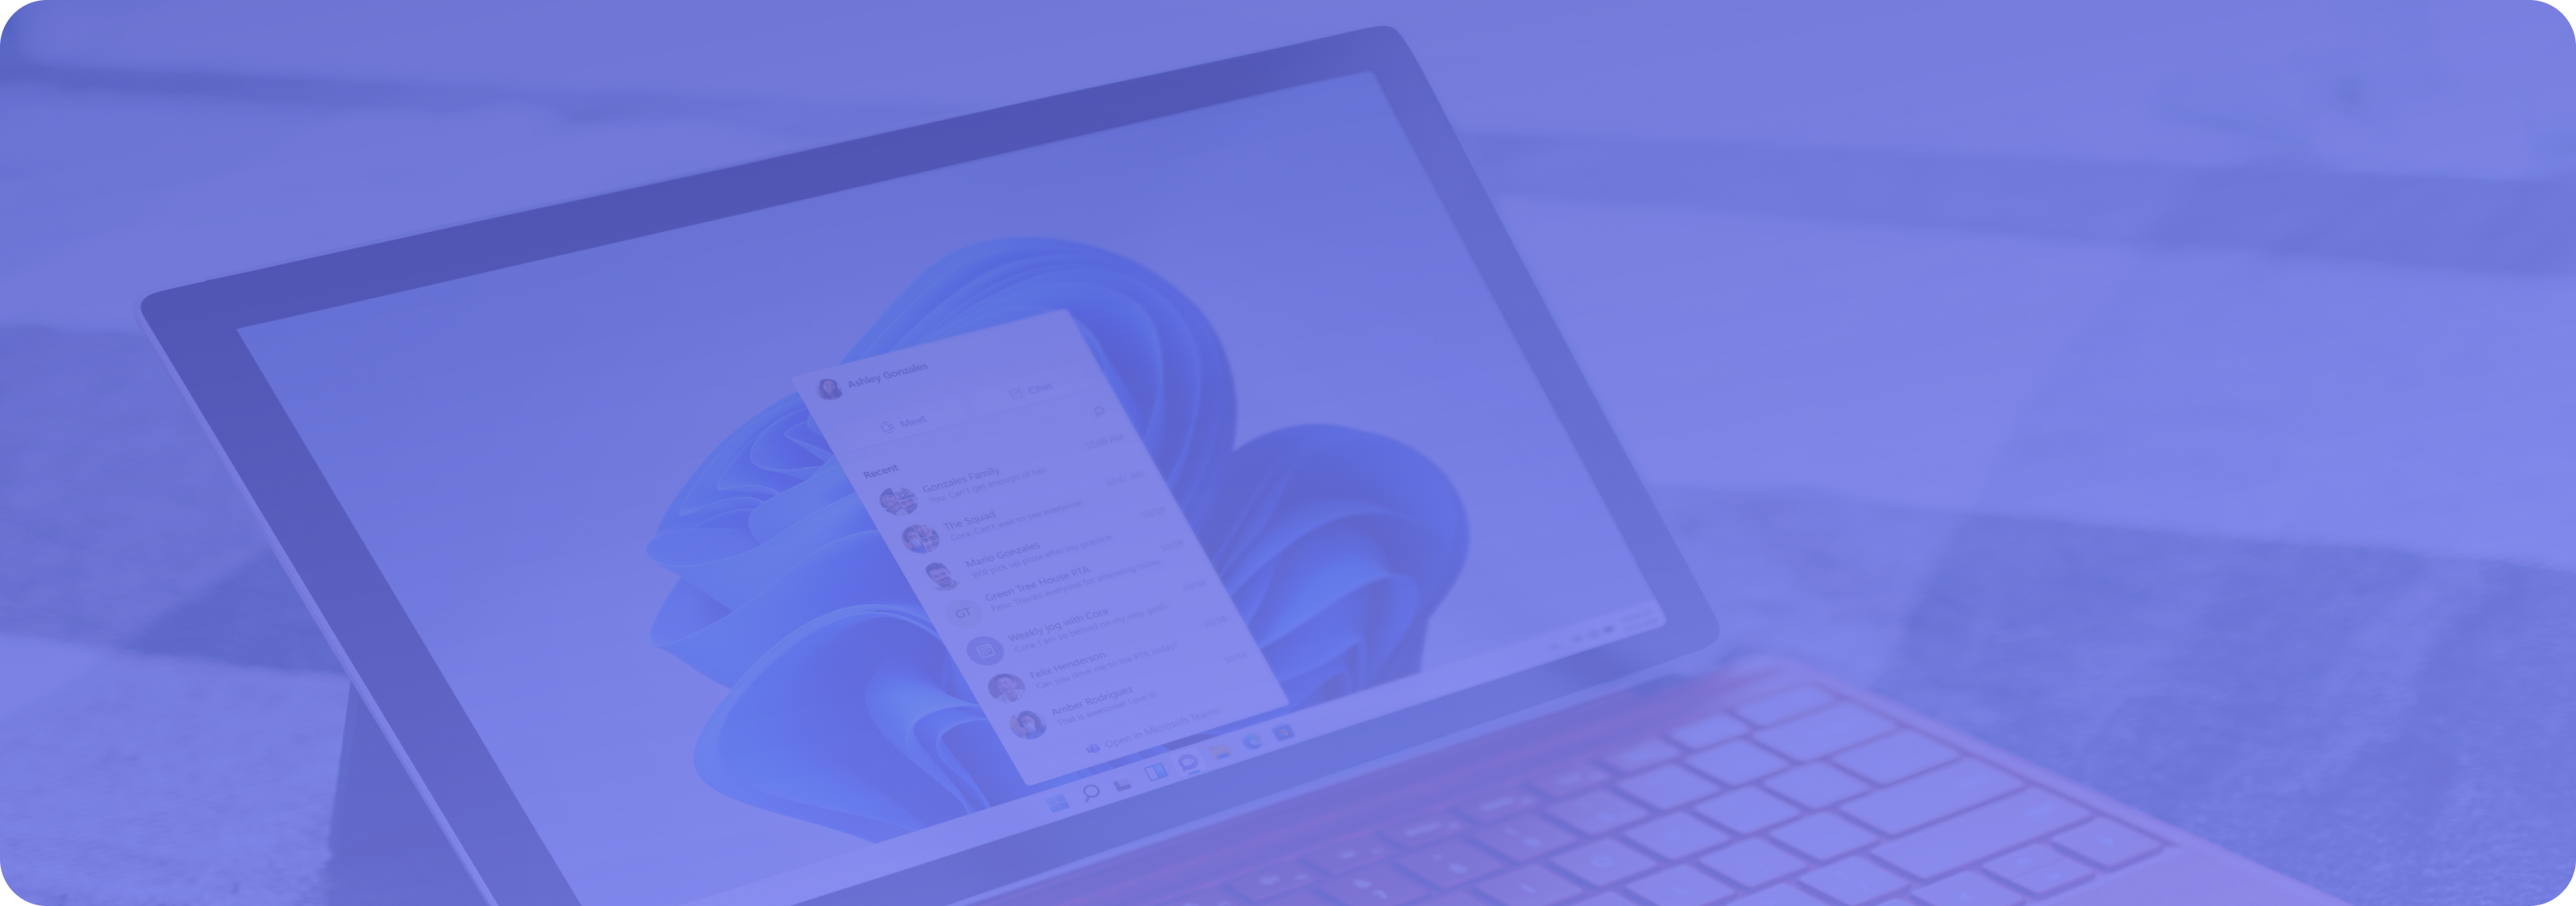 Ashley Gonzales
Meet
Chat
Recent
Gonzales Family
You: Can't get enough of her.
The Squad
Cora: Can't wait to see everyone
Mario Gonzales
Will pick up pizza after my practice.
GT
Green Tree House PTA
Felix: Thanks everyone for attending today.
Weekly jog with Cora
Cora: I am so behind on my step goals
Felix Henderson
Can you drive me to the PTA today?
Amber Rodriguez
That is awesome! Love it!
Open in Microsoft Teams